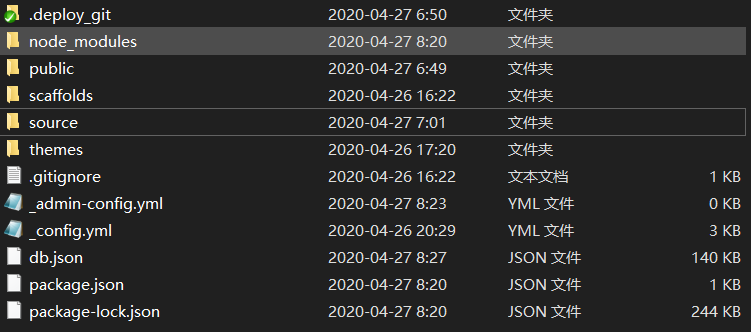 .deploy_git 2020-04-27 6:50 文件夹
node_modules 2020-04-27 8:20 文件夹
public 2020-04-27 6:49 文件夹
scaffolds 2020-04-26 16:22 文件夹
source 2020-04-27 7:01 文件夹
themes 2020-04-26 17:20 文件夹
.gitignore 2020-04-26 16:22 文本文档 1 KB
_admin-config.yml 2020-04-27 8:23 YML 文件 0 KB
_config.yml 2020-04-26 20:29 YML 文件 3 KB
db.json 2020-04-27 8:27 JSON 文件 140 KB
package.json 2020-04-27 8:20 JSON 文件 1 KB
package-lock.json 2020-04-27 8:20 JSON 文件 244 KB